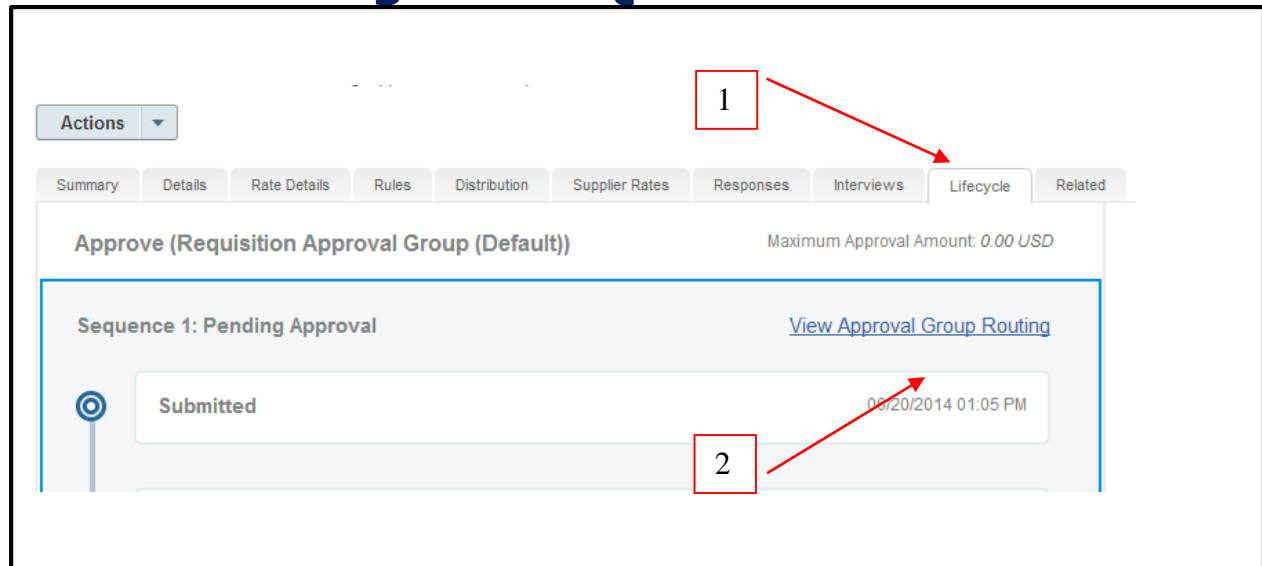 1
Actions
Summary Details Rate Details Rules Distribution Supplier Rates Responses Interviews Lifecycle Related
Approve (Requisition Approval Group (Default)) Maximum Approval Amount: 0.00 USD
Sequence 1: Pending Approval View Approval Group Routing
Submitted 06/20/2014 01:05 PM
2